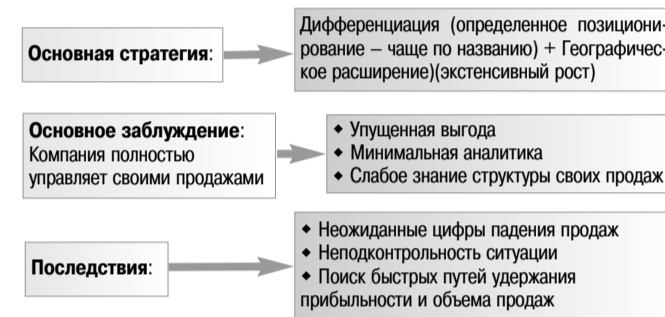 Основная стратегия:
Дифференциация (определенное позициони-
рование – чаще по названию) + Географичес-
кое расширение)(экстенсивный рост)
Основное заблуждение:
Компания полностью
управляет своими продажами
◆ Упущенная выгода
◆ Минимальная аналитика
◆ Слабое знание структуры своих продаж
Последствия:
◆ Неожиданные цифры падения продаж
◆ Неподконтрольность ситуации
◆ Поиск быстрых путей удержания
прибыльности и объема продаж